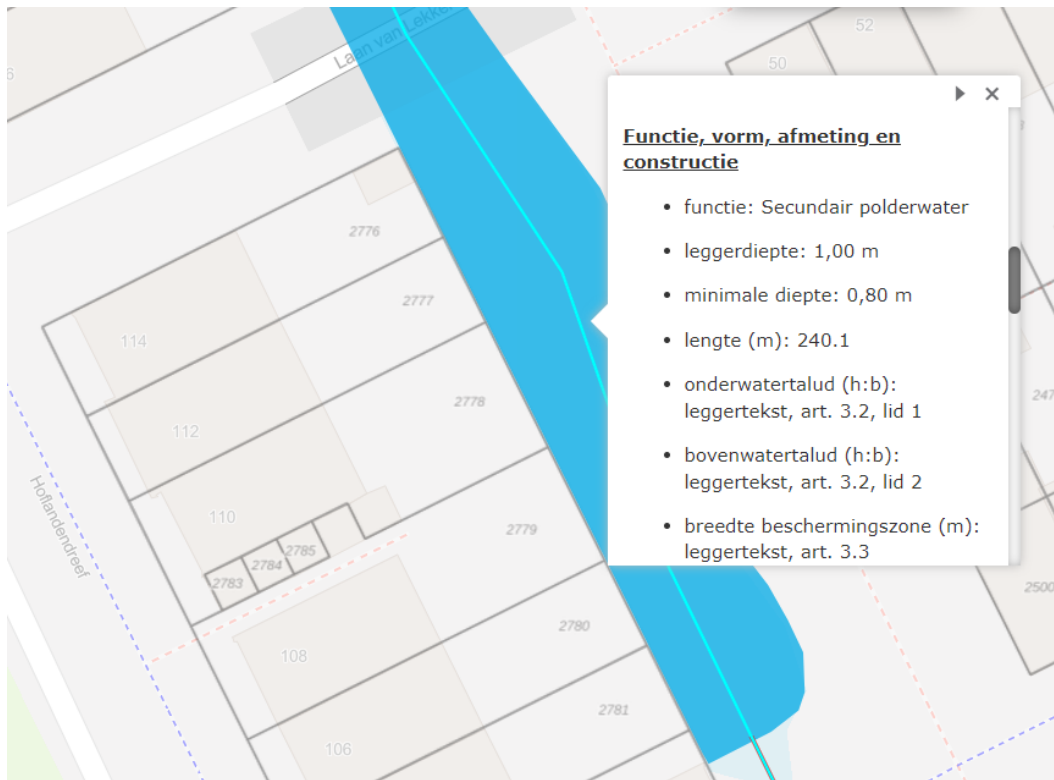 52
Laan van Lekke
50
6
Functie, vorm, afmeting en
constructie
• functie: Secundair polderwater
• leggerdiepte: 1,00 m
• minimale diepte: 0,80 m
• lengte (m): 240.1
• onderwatertalud (h:b):
leggertekst, art. 3.2, lid 1
• bovenwatertalud (h:b):
leggertekst, art. 3.2, lid 2
• breedte beschermingszone (m):
leggertekst, art. 3.3
2776
2777
114
2778
247
112
Hoflandendreef
110
2779
2785
2784
2783
2500
2780
108
2781
106